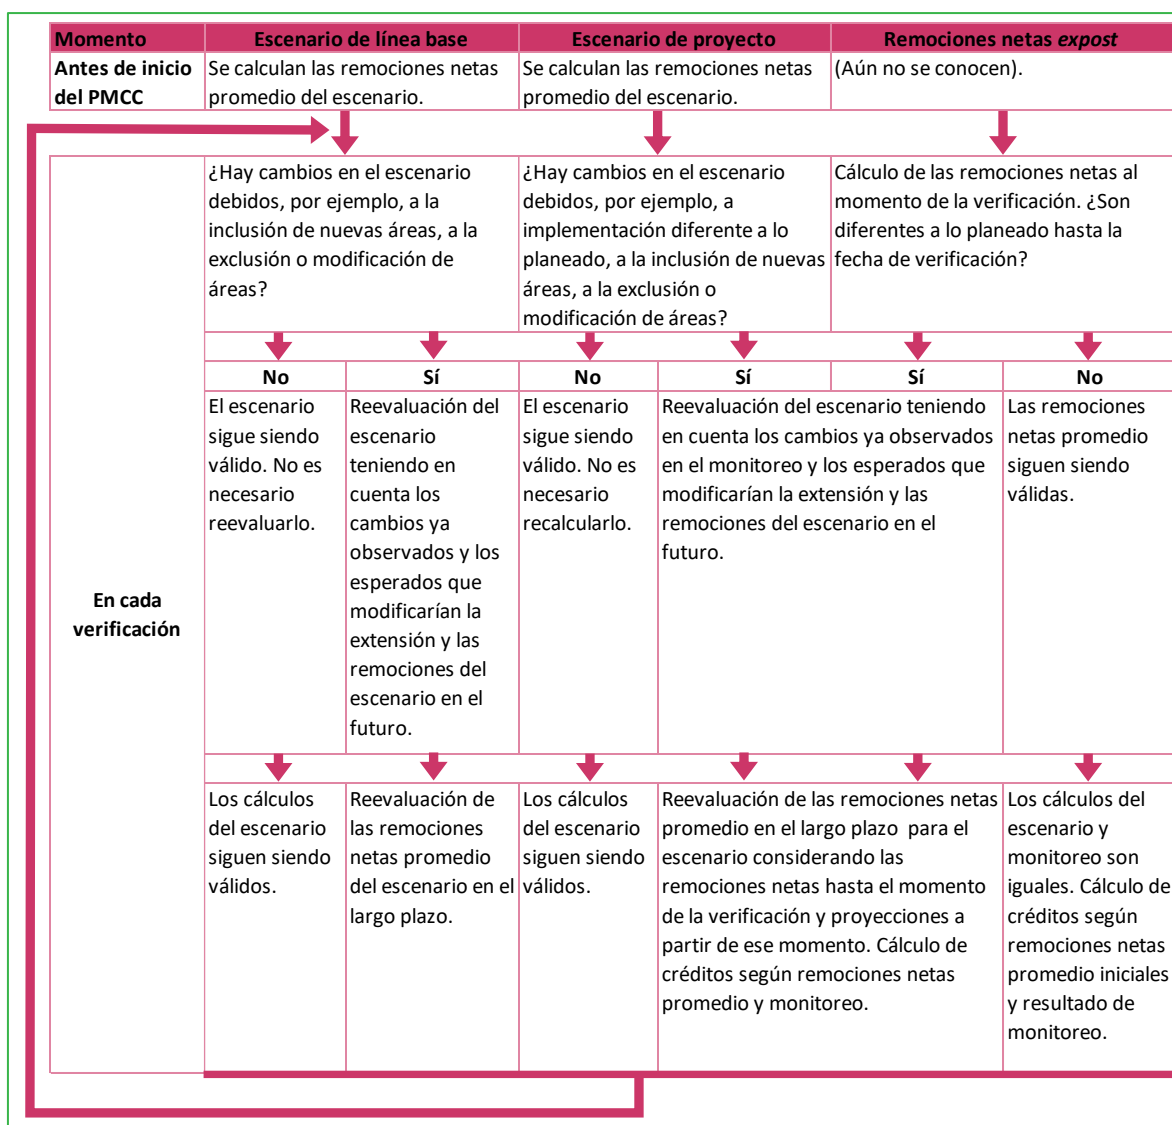 Momento
Escenario de línea base
Escenario de proyecto
Remociones netas expost
Antes de inicio
del PMCC
Se calculan las remociones netas
promedio del escenario.
Se calculan las remociones netas
promedio del escenario.
(Aún no se conocen).
En cada
verificación
¿Hay cambios en el escenario
debidos, por ejemplo, a la
inclusión de nuevas áreas, a la
exclusión o modificación de
áreas?
¿Hay cambios en el escenario
debidos, por ejemplo, a
implementación diferente a lo
planeado, a la inclusión de nuevas
áreas, a la exclusión o
modificación de áreas?
Cálculo de las remociones netas al
momento de la verificación. ¿Son
diferentes a lo planeado hasta la
fecha de verificación?
No
Sí
No
Sí
Sí
No
El escenario
sigue siendo
válido. No es
necesario
reevaluarlo.
Reevaluación del
escenario
teniendo en
cuenta los
cambios ya
observados y los
esperados que
modificarían la
extensión y las
remociones del
escenario en el
futuro.
El escenario
sigue siendo
válido. No es
necesario
recalcularlo.
Reevaluación del escenario teniendo
en cuenta los cambios ya observados
en el monitoreo y los esperados que
modificarían la extensión y las
remociones del escenario en el
futuro.
Las remociones
netas promedio
siguen siendo
válidas.
Los cálculos
del escenario
siguen siendo
válidos.
Reevaluación de
las remociones
netas promedio
del escenario en el
largo plazo.
Los cálculos
del escenario
siguen siendo
válidos.
Reevaluación de las remociones netas
promedio en el largo plazo para el
escenario considerando las
remociones netas hasta el momento
de la verificación y proyecciones a
partir de ese momento. Cálculo de
créditos según remociones netas
promedio y monitoreo.
Los cálculos del
escenario y
monitoreo son
iguales. Cálculo de
créditos según
remociones netas
promedio iniciales
y resultado de
monitoreo.